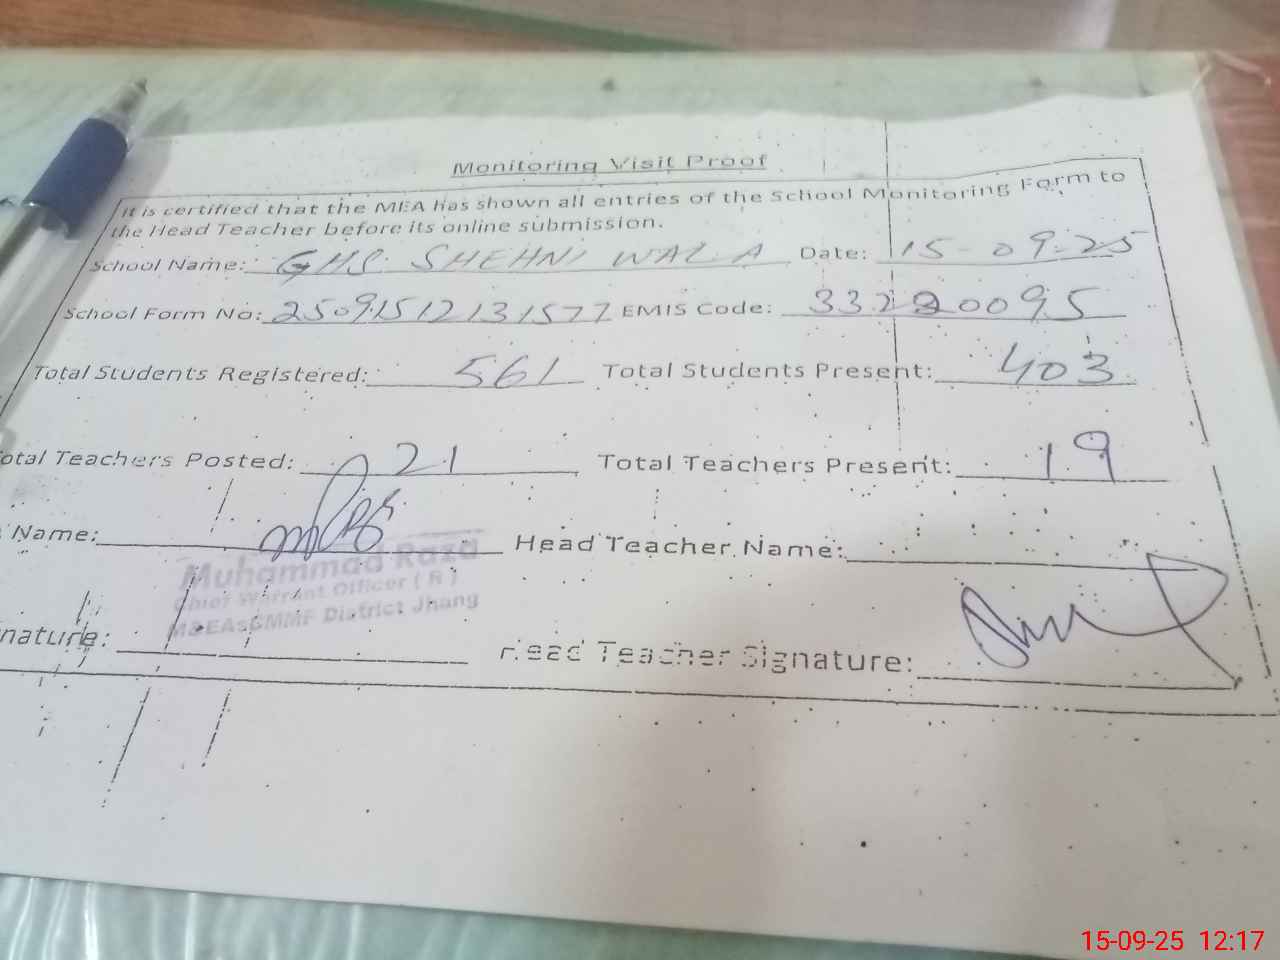 Monitoring Visit Proof
It is certified that the MEA has shown all entries of the School Monitoring Form to
the Head Teacher before its online submission.
School Name: GHS SHEHNI WALA Date: 15-09-25
School Form No: 25091512131577 EMIS Code: 33220095
Total Students Registered: 561 Total Students Present: 403
otal Teachers Posted: 21 Total Teachers Present: 19
Name: Head Teacher Name:
Muhammad Raza
Chief Warrant Officer ( R )
M&EAsCMMF District Jhang
nature: Head Teacher Signature:
15-09-25 12:17